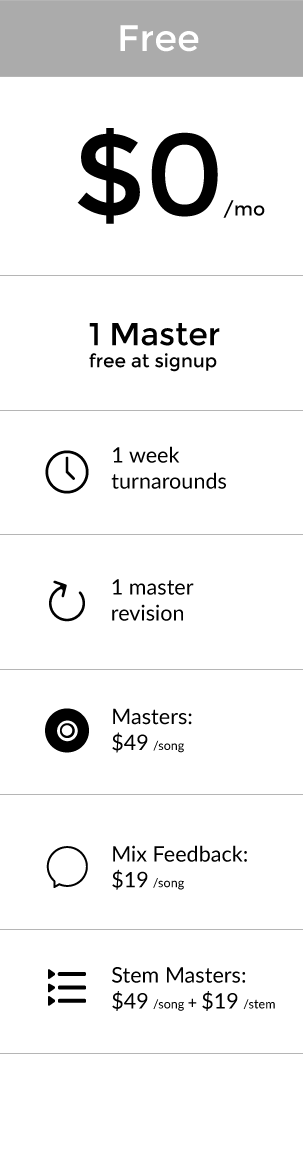 Free
$0 /mo
1 Master
free at signup
1 week
turnarounds
1 master
revision
Masters:
$49 /song
Mix Feedback:
$19 /song
Stem Masters:
$49 /song + $19 /stem